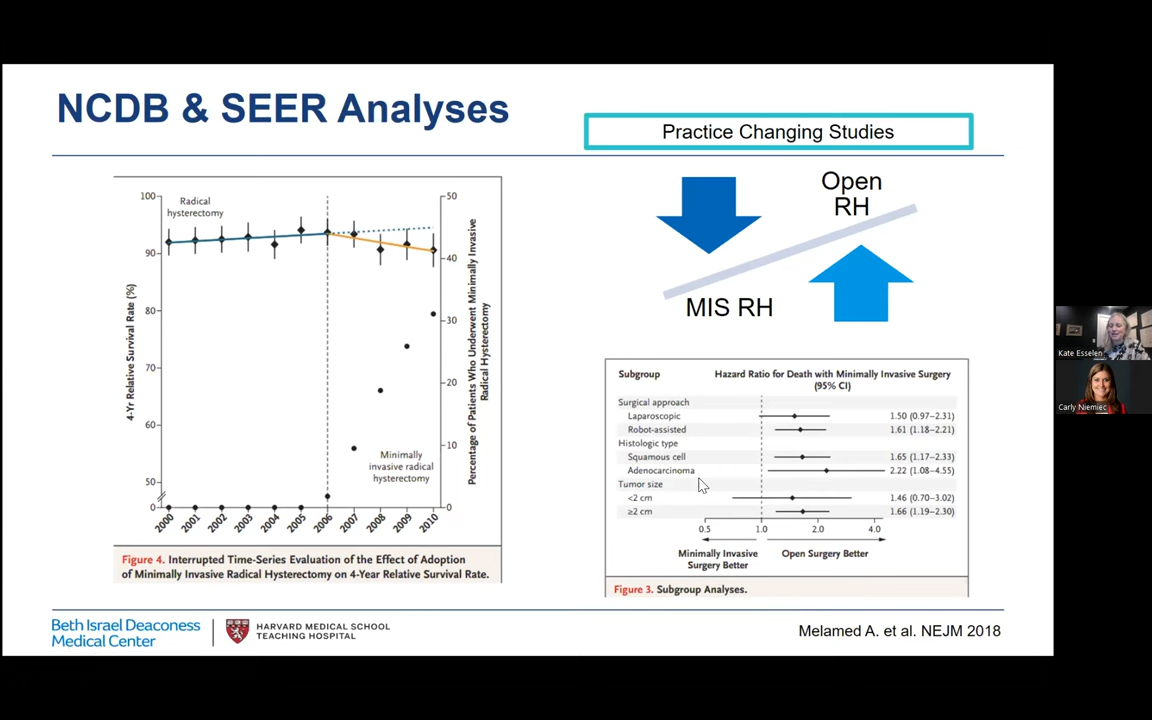 NCDB & SEER Analyses
Practice Changing Studies
100
90
80
70
60
50
0
4-Yr Relative Survival Rate (%)
Radical
hysterectomy
Minimally
invasive radical
hysterectomy
50
40
30
20
10
0
Percentage of Patients Who Underwent Minimally Invasive
Radical Hysterectomy
2000 2001 2002 2003 2004 2005 2006 2007 2008 2009 2010
Figure 4. Interrupted Time-Series Evaluation of the Effect of Adoption
of Minimally Invasive Radical Hysterectomy on 4-Year Relative Survival Rate.
Open
RH
MIS RH
Subgroup Hazard Ratio for Death with Minimally Invasive Surgery
(95% CI)
Surgical approach
Laparoscopic 1.50 (0.97–2.31)
Robot-assisted 1.61 (1.18–2.21)
Histologic type
Squamous cell 1.65 (1.17–2.33)
Adenocarcinoma 2.22 (1.08–4.55)
Tumor size
<2 cm 1.46 (0.70–3.02)
≥2 cm 1.66 (1.19–2.30)
0.5 1.0 2.0 4.0
Minimally Invasive Open Surgery Better
Surgery Better
Figure 3. Subgroup Analyses.
Kate Esselen
Carly Niemiec
Beth Israel Deaconess
Medical Center
HARVARD MEDICAL SCHOOL
TEACHING HOSPITAL
Melamed A. et al. NEJM 2018